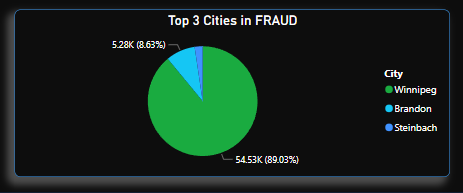 Top 3 Cities in FRAUD
5.28K (8.63%)
City
Winnipeg
Brandon
Steinbach
54.53K (89.03%)